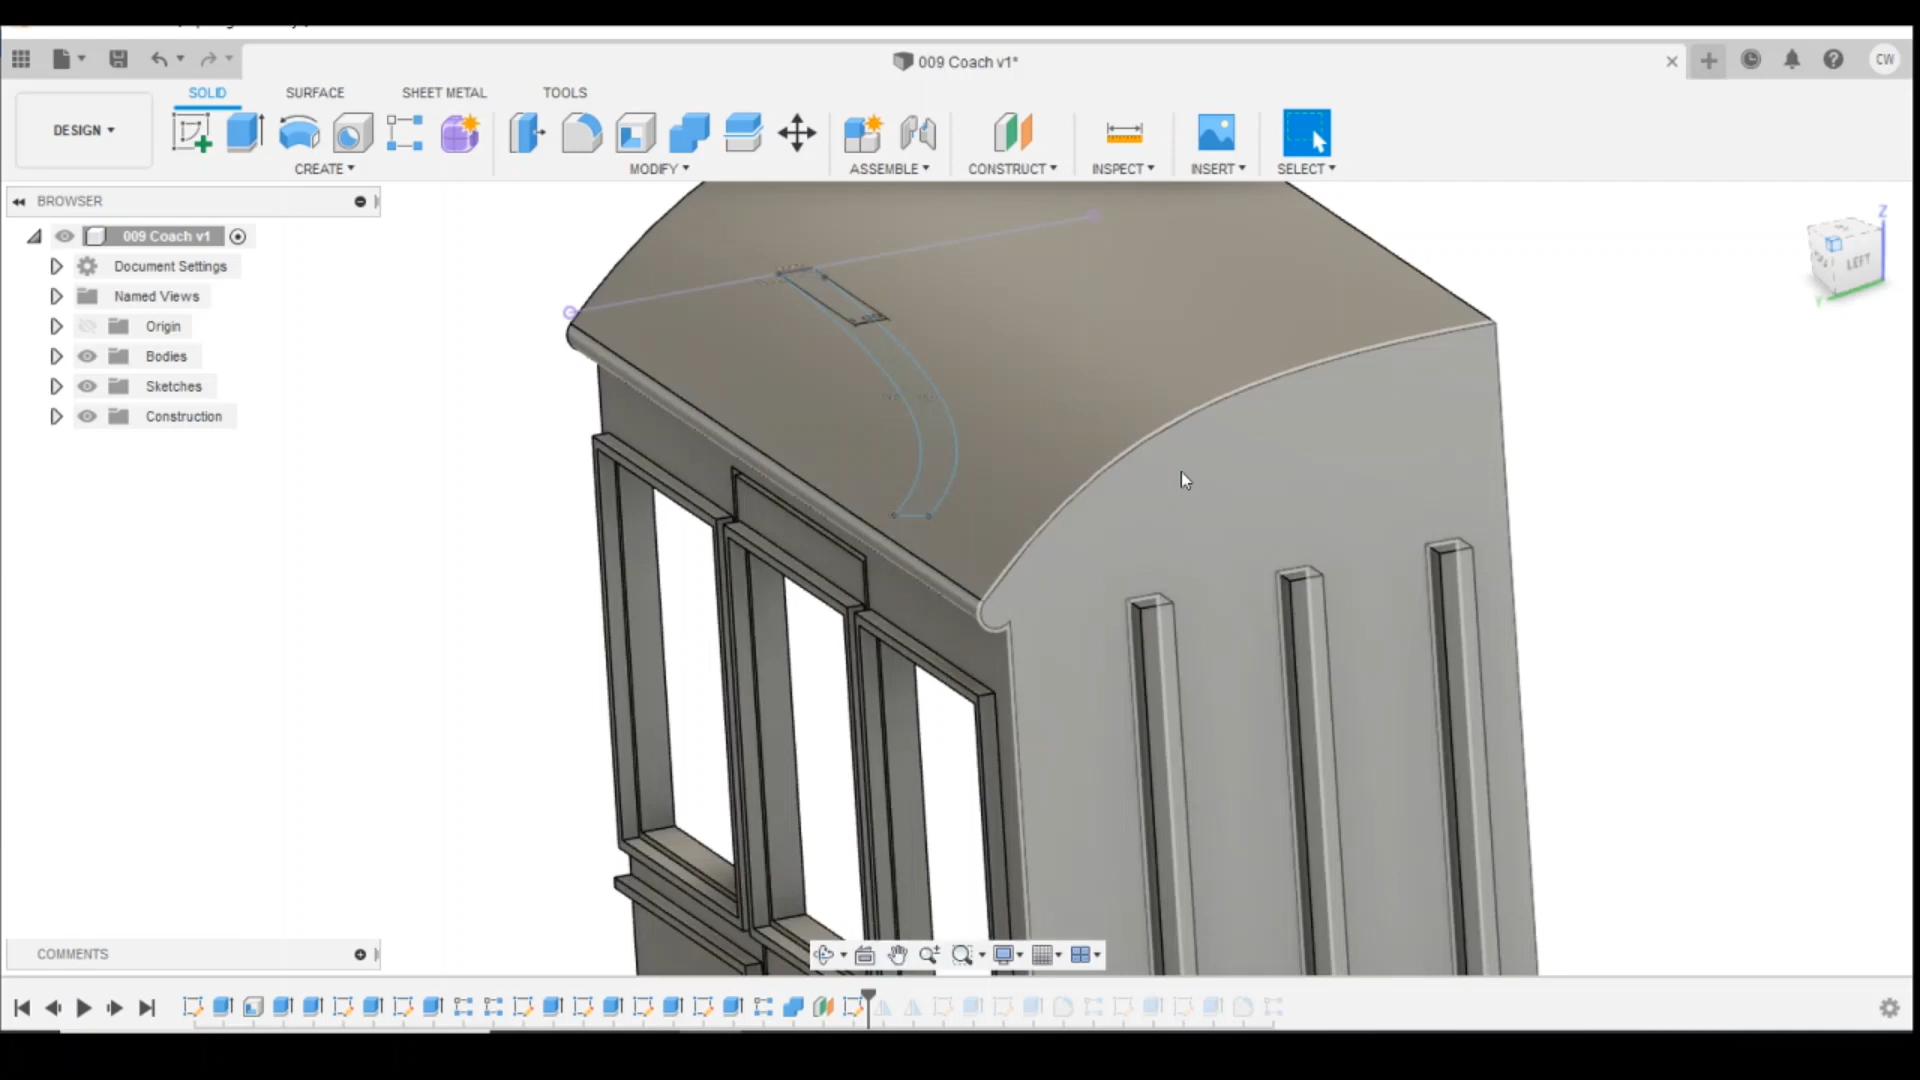 009 Coach v1*
CW
SOLID
SURFACE
SHEET METAL
TOOLS
DESIGN
CREATE
MODIFY
ASSEMBLE
CONSTRUCT
INSPECT
INSERT
SELECT
BROWSER
009 Coach v1
Document Settings
Named Views
Origin
Bodies
Sketches
Construction
Z
LEFT
Y
COMMENTS